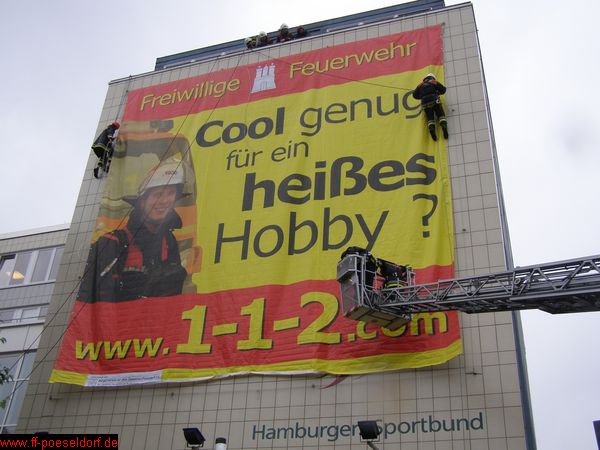 Freiwillige Feuerwehr
Cool genug
für ein
heißes
Hobby ?
www.1-1-2.com
Hamburger Sportbund
www.ff-poeseldorf.de